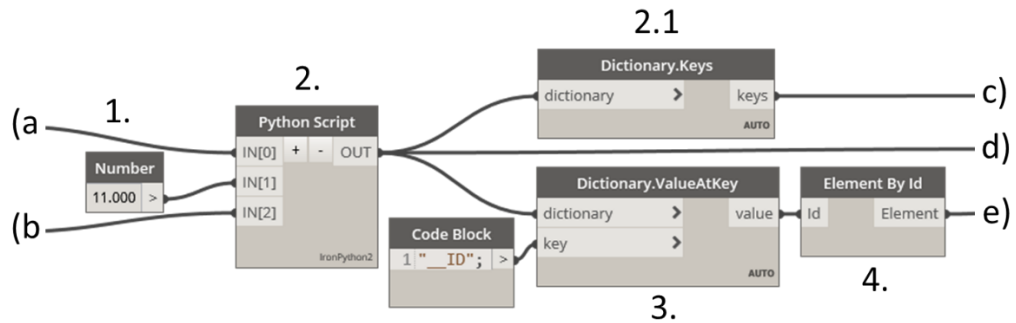 2.1
Dictionary.Keys
dictionary > keys
AUTO
c)
2.
1.
(a
Python Script
IN[0] + - OUT
IN[1]
IN[2]
IronPython2
d)
Number
11.000 >
(b
Dictionary.ValueAtKey
dictionary > value
key >
AUTO
3.
Element By Id
Id Element
e)
4.
Code Block
1 "__ID"; >